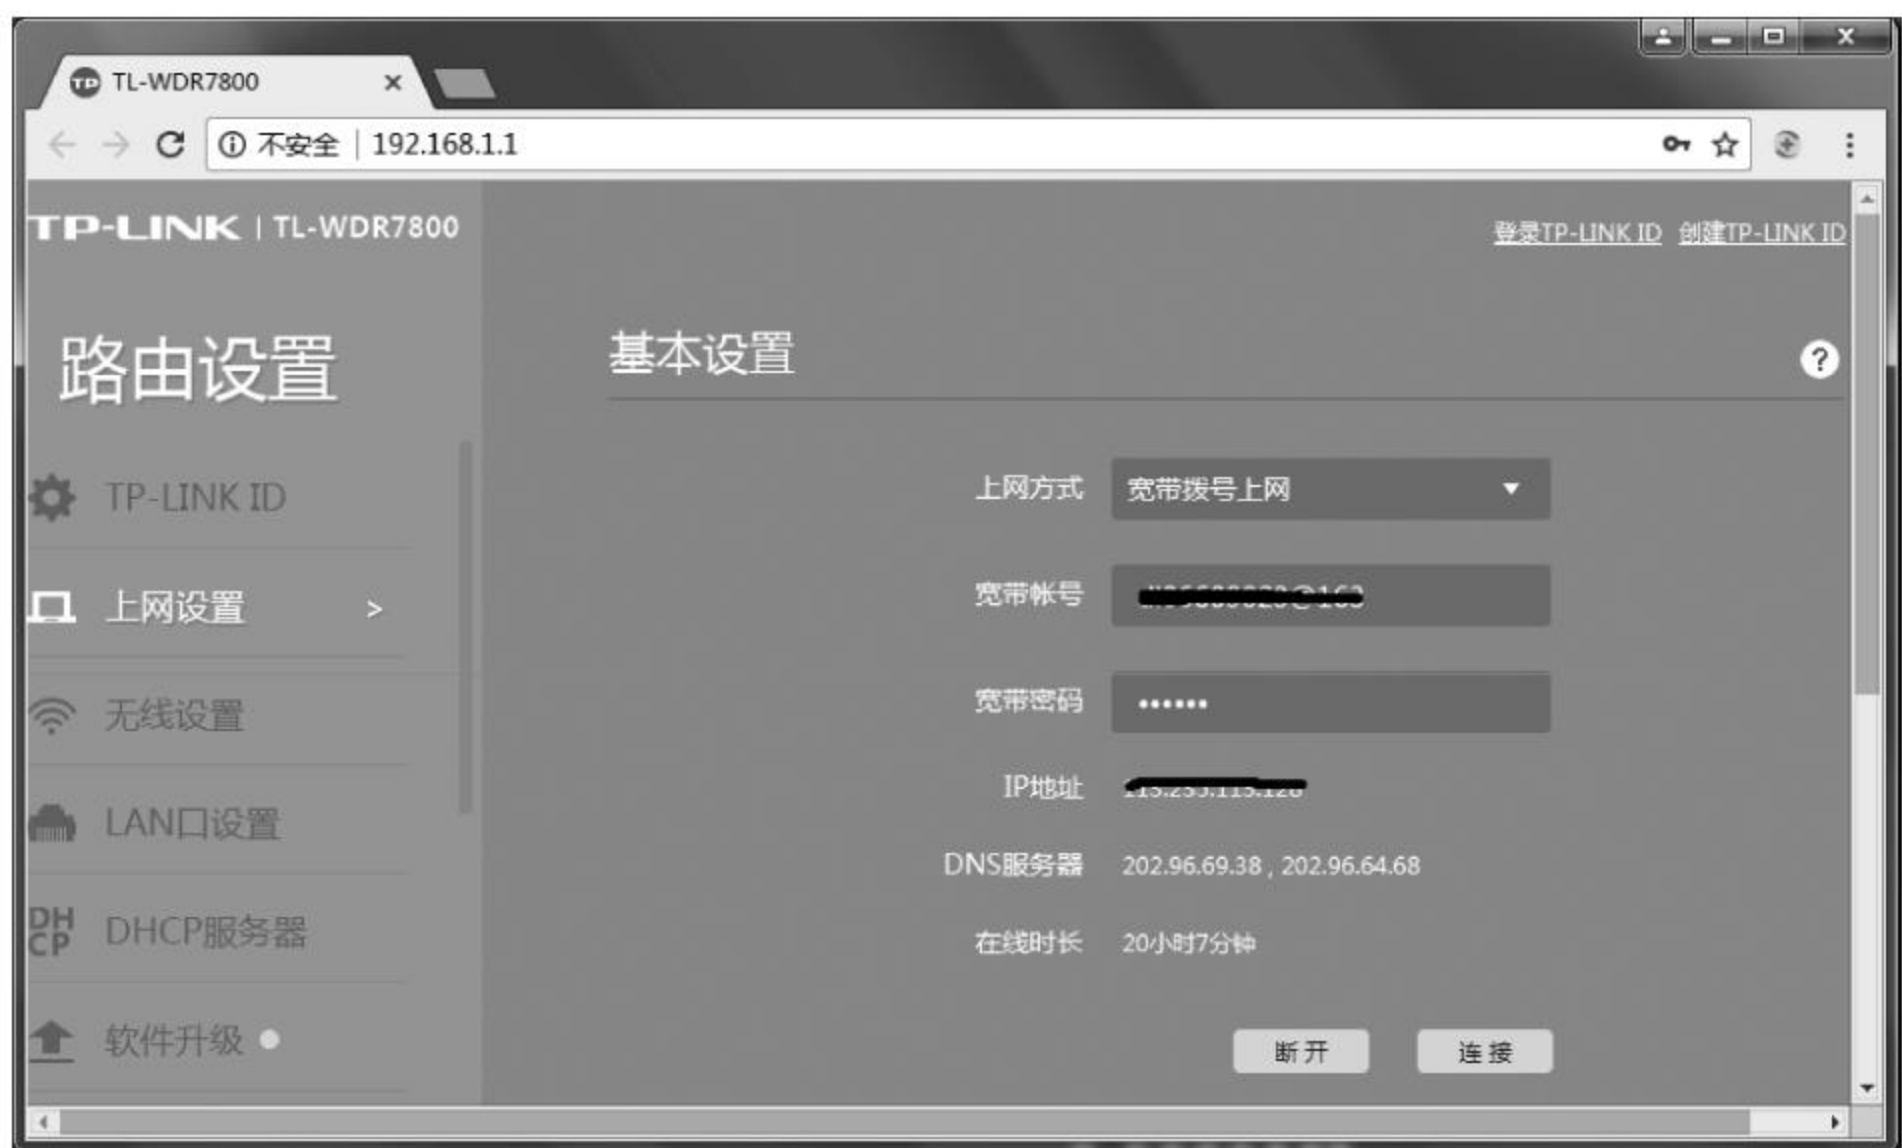 TL-WDR7800
不安全 | 192.168.1.1
TP-LINK | TL-WDR7800
登录TP-LINK ID 创建TP-LINK ID
路由设置
基本设置
TP-LINK ID
上网设置 >
无线设置
LAN口设置
DHCP服务器
软件升级
上网方式 宽带拨号上网
宽带帐号
宽带密码 ••••••
IP地址
DNS服务器 202.96.69.38 , 202.96.64.68
在线时长 20小时7分钟
断开 连接